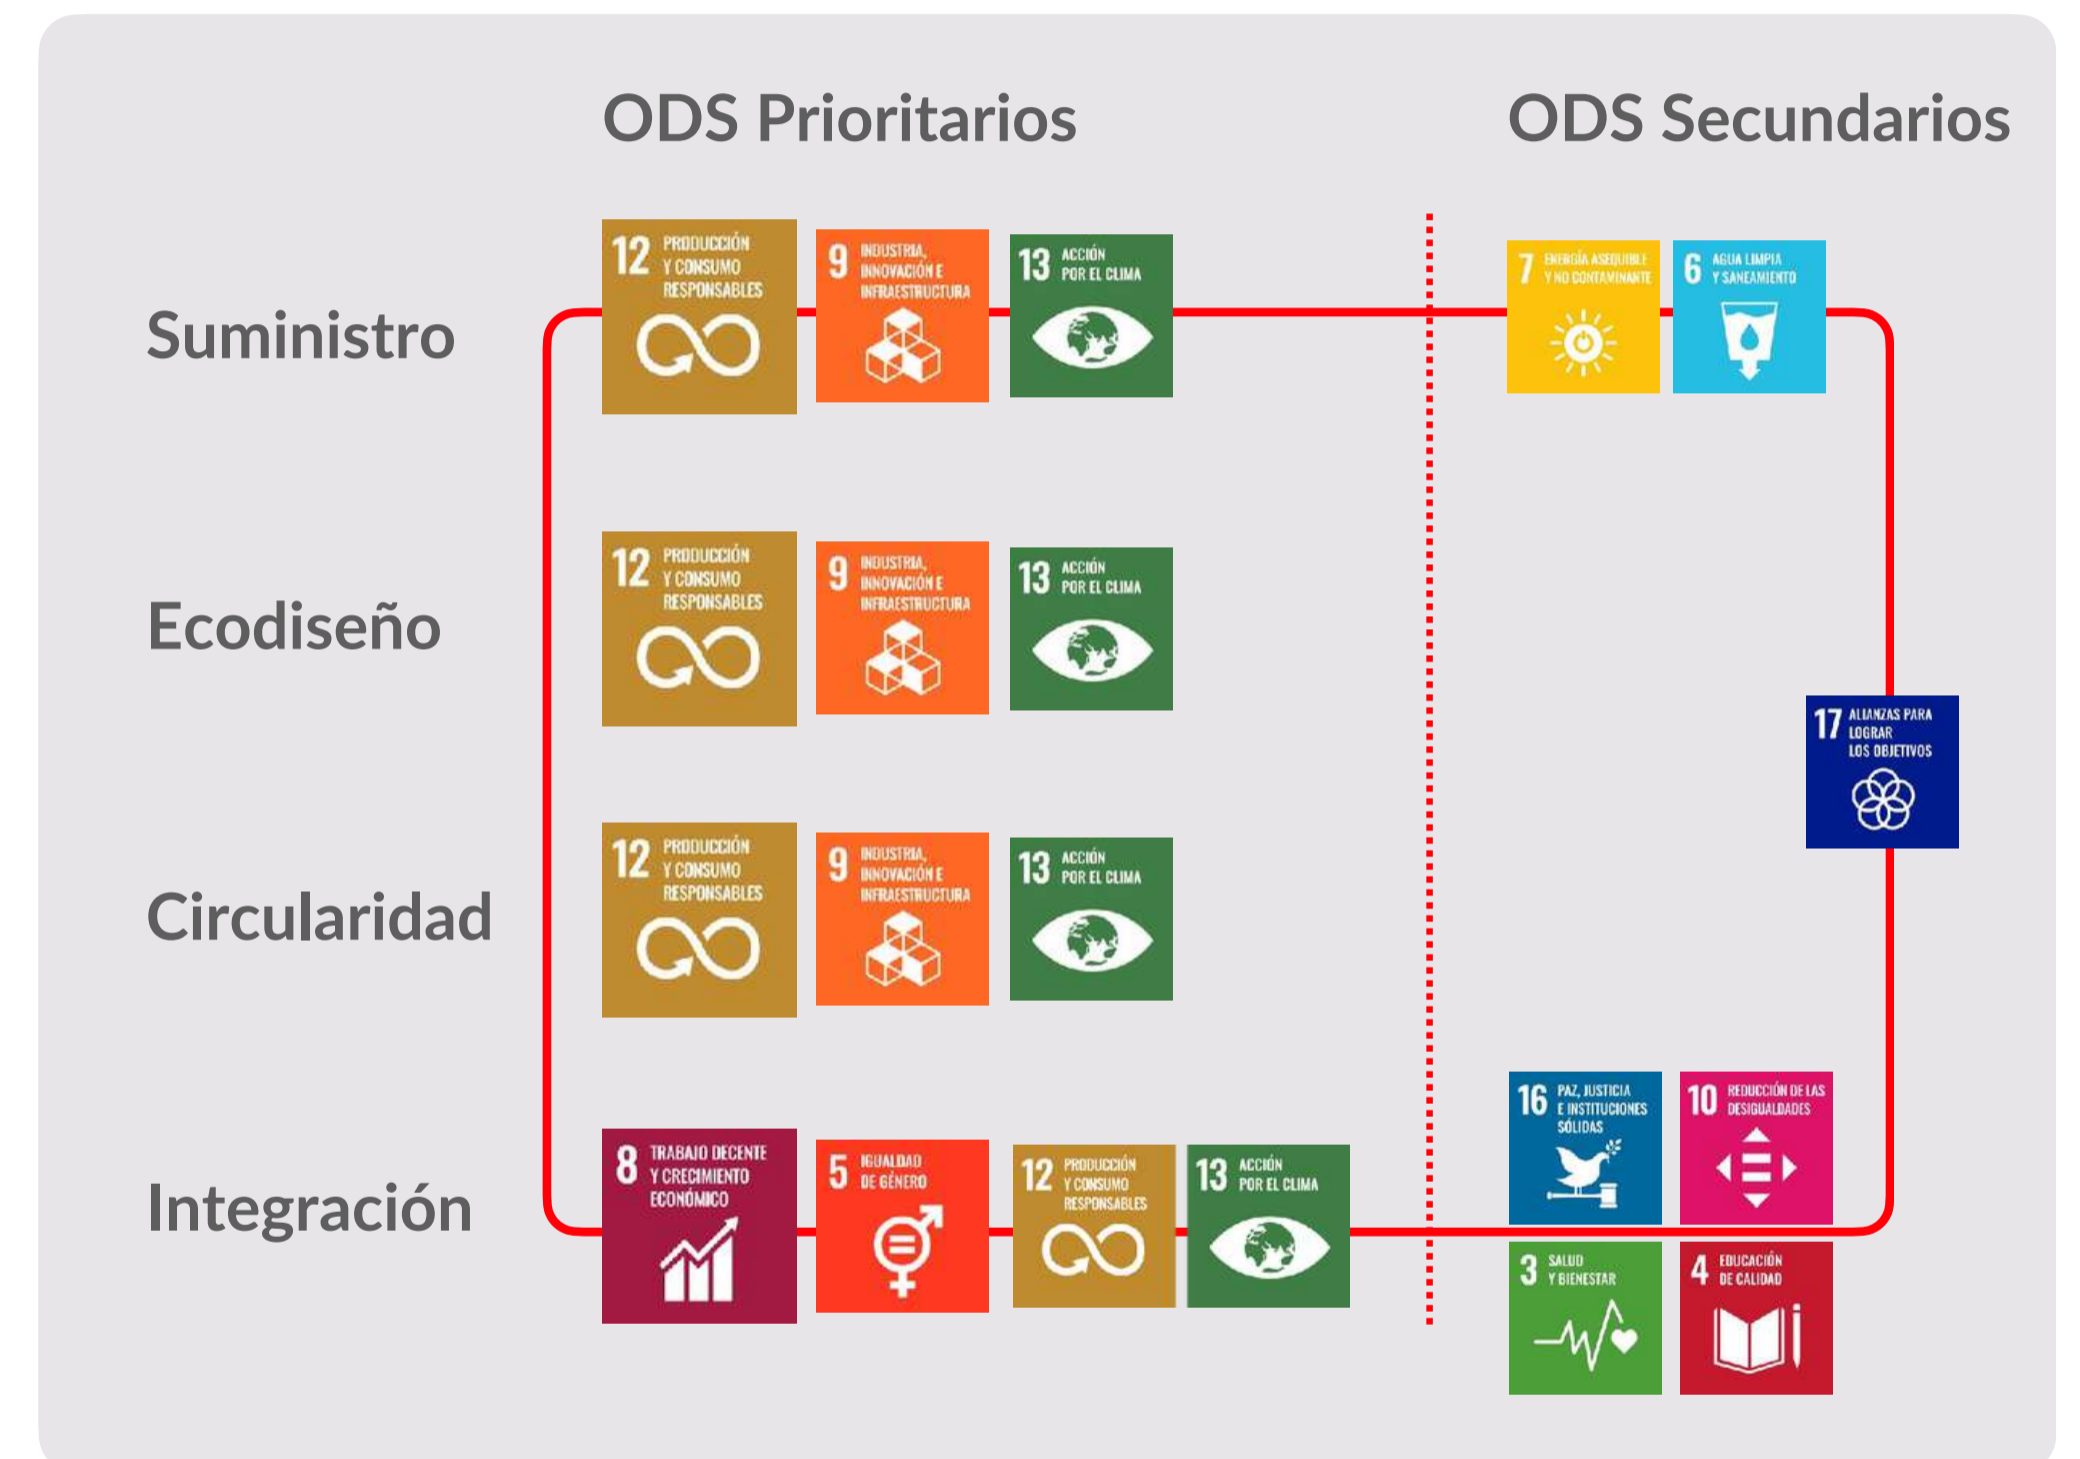 ODS Prioritarios
ODS Secundarios
Suministro
12 PRODUCCIÓN
Y CONSUMO
RESPONSABLES
9 INDUSTRIA,
INNOVACIÓN E
INFRAESTRUCTURA
13 ACCIÓN
POR EL CLIMA
7 ENERGÍA ASEQUIBLE
Y NO CONTAMINANTE
6 AGUA LIMPIA
Y SANEAMIENTO
Ecodiseño
12 PRODUCCIÓN
Y CONSUMO
RESPONSABLES
9 INDUSTRIA,
INNOVACIÓN E
INFRAESTRUCTURA
13 ACCIÓN
POR EL CLIMA
17 ALIANZAS PARA
LOGRAR
LOS OBJETIVOS
Circularidad
12 PRODUCCIÓN
Y CONSUMO
RESPONSABLES
9 INDUSTRIA,
INNOVACIÓN E
INFRAESTRUCTURA
13 ACCIÓN
POR EL CLIMA
Integración
8 TRABAJO DECENTE
Y CRECIMIENTO
ECONÓMICO
5 IGUALDAD
DE GÉNERO
12 PRODUCCIÓN
Y CONSUMO
RESPONSABLES
13 ACCIÓN
POR EL CLIMA
16 PAZ, JUSTICIA
E INSTITUCIONES
SÓLIDAS
10 REDUCCIÓN DE LAS
DESIGUALDADES
3 SALUD
Y BIENESTAR
4 EDUCACIÓN
DE CALIDAD